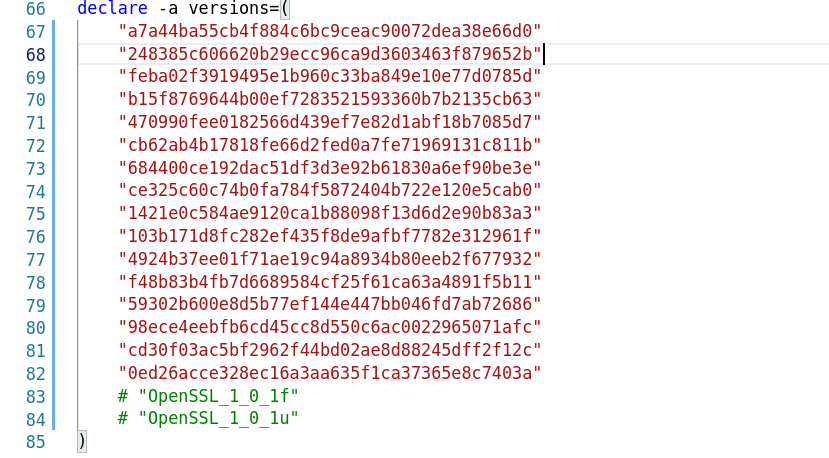 66 declare -a versions=(
67 "a7a44ba55cb4f884c6bc9ceac90072dea38e66d0"
68 "248385c606620b29ecc96ca9d3603463f879652b"
69 "feba02f3919495e1b960c33ba849e10e77d0785d"
70 "b15f8769644b00ef7283521593360b7b2135cb63"
71 "470990fee0182566d439ef7e82d1abf18b7085d7"
72 "cb62ab4b17818fe66d2fed0a7fe71969131c811b"
73 "684400ce192dac51df3d3e92b61830a6ef90be3e"
74 "ce325c60c74b0fa784f5872404b722e120e5cab0"
75 "1421e0c584ae9120ca1b88098f13d6d2e90b83a3"
76 "103b171d8fc282ef435f8de9afbf7782e312961f"
77 "4924b37ee01f71ae19c94a8934b80eeb2f677932"
78 "f48b83b4fb7d6689584cf25f61ca63a4891f5b11"
79 "59302b600e8d5b77ef144e447bb046fd7ab72686"
80 "98ece4eebfb6cd45cc8d550c6ac0022965071afc"
81 "cd30f03ac5bf2962f44bd02ae8d88245dff2f12c"
82 "0ed26acce328ec16a3aa635f1ca37365e8c7403a"
83 # "OpenSSL_1_0_1f"
84 # "OpenSSL_1_0_1u"
85 )